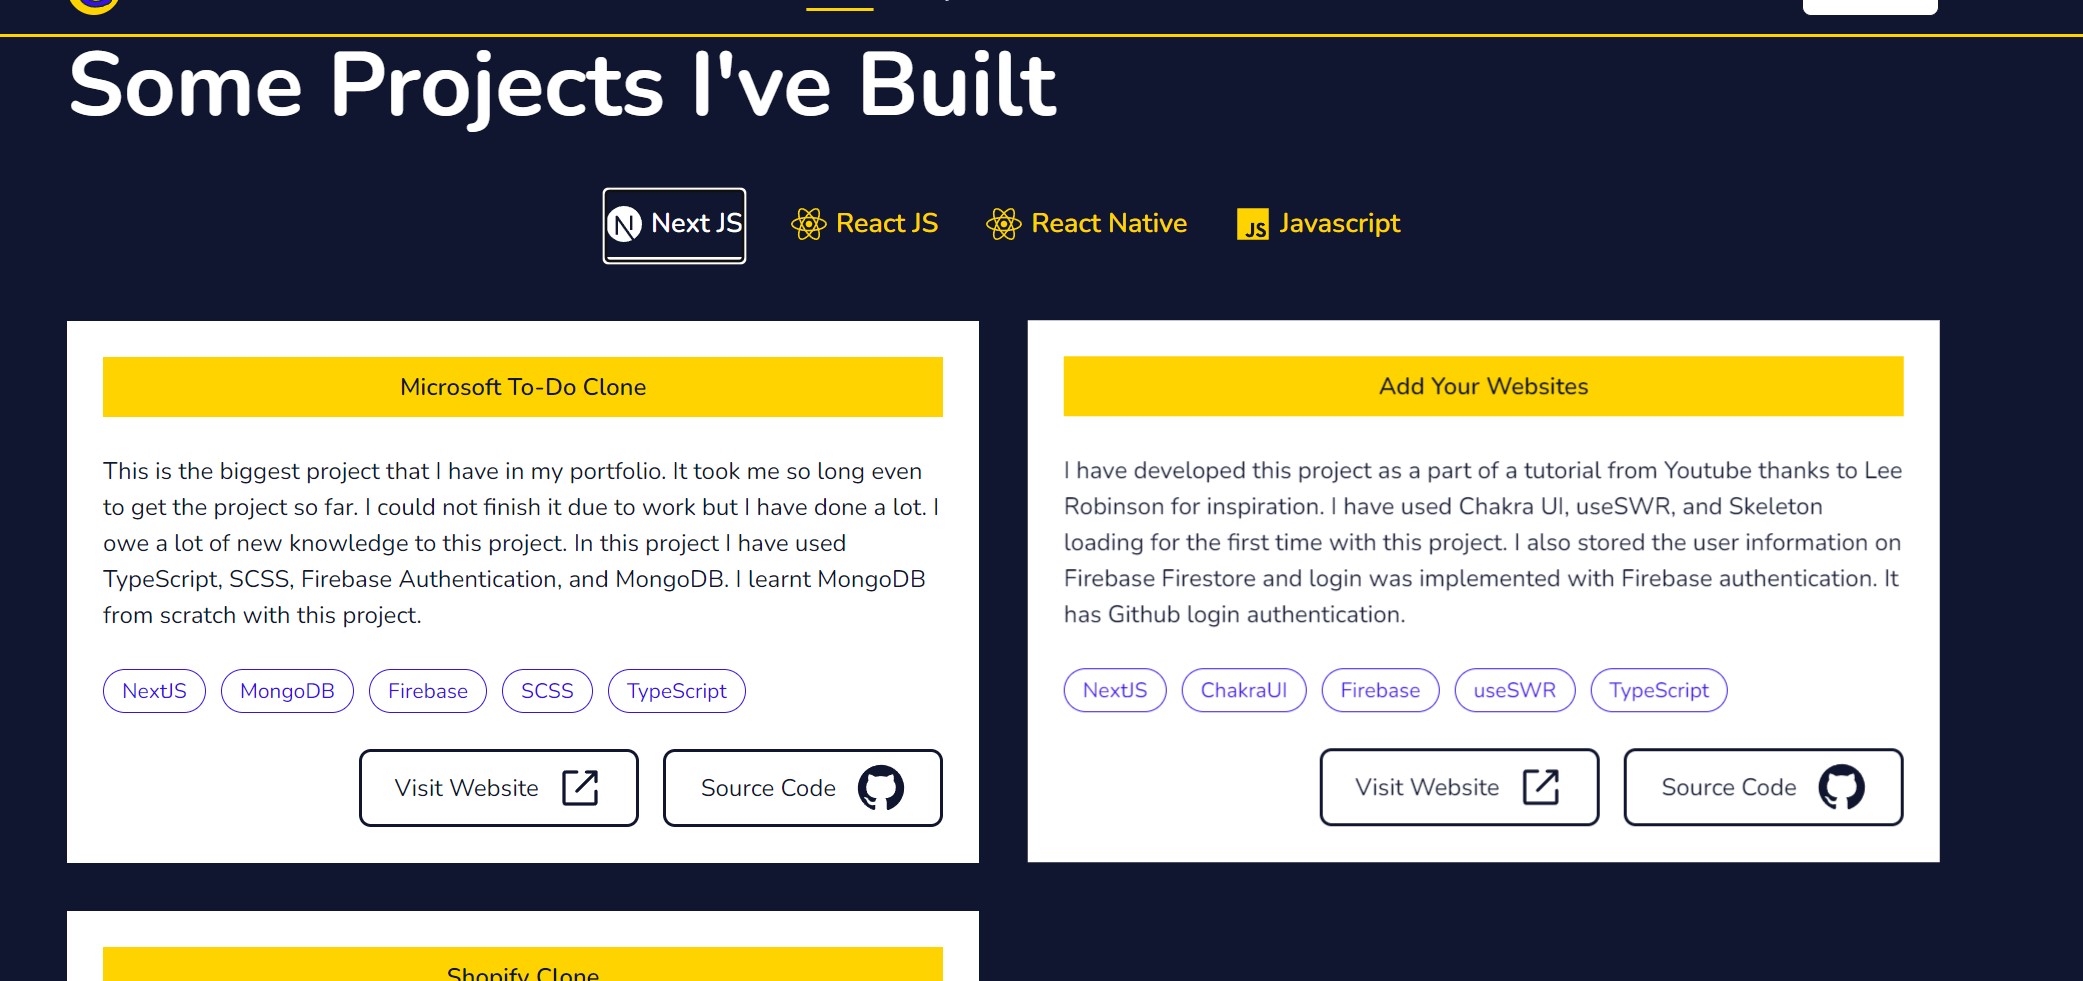 Some Projects I've Built
Next JS
React JS
React Native
JS Javascript
Microsoft To-Do Clone
This is the biggest project that I have in my portfolio. It took me so long even
to get the project so far. I could not finish it due to work but I have done a lot. I
owe a lot of new knowledge to this project. In this project I have used
TypeScript, SCSS, Firebase Authentication, and MongoDB. I learnt MongoDB
from scratch with this project.
NextJS MongoDB Firebase SCSS TypeScript
Visit Website Source Code
Add Your Websites
I have developed this project as a part of a tutorial from Youtube thanks to Lee
Robinson for inspiration. I have used Chakra UI, useSWR, and Skeleton
loading for the first time with this project. I also stored the user information on
Firebase Firestore and login was implemented with Firebase authentication. It
has Github login authentication.
NextJS ChakraUI Firebase useSWR TypeScript
Visit Website Source Code
Shopify Clone